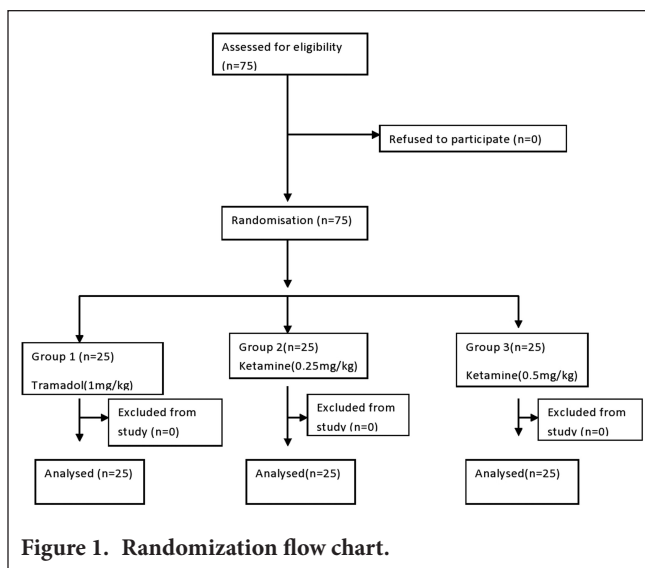 Assessed for eligibility
(n=75)
Refused to participate (n=0)
Randomisation (n=75)
Group 1 (n=25)
Tramadol(1mg/kg)
Group 2(n=25)
Ketamine(0.25mg/kg)
Group 3(n=25)
Ketamine(0.5mg/kg)
Excluded from
study (n=0)
Excluded from
study (n=0)
Excluded from
study (n=0)
Analysed (n=25)
Analysed(n=25)
Analysed(n=25)
Figure 1. Randomization flow chart.